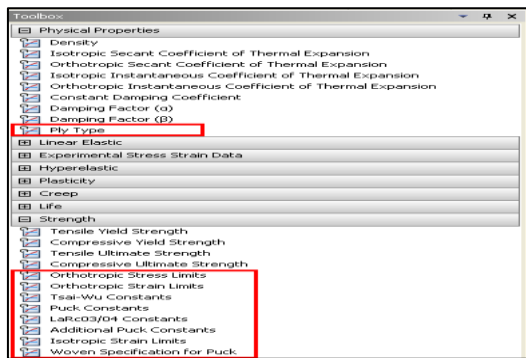 Toolbox
Physical Properties
Density
Isotropic Secant Coefficient of Thermal Expansion
Orthotropic Secant Coefficient of Thermal Expansion
Isotropic Instantaneous Coefficient of Thermal Expansion
Orthotropic Instantaneous Coefficient of Thermal Expansion
Constant Damping Coefficient
Damping Factor (α)
Damping Factor (β)
Ply Type
Linear Elastic
Experimental Stress Strain Data
Hyperelastic
Plasticity
Creep
Life
Strength
Tensile Yield Strength
Compressive Yield Strength
Tensile Ultimate Strength
Compressive Ultimate Strength
Orthotropic Stress Limits
Orthotropic Strain Limits
Tsai-Wu Constants
Puck Constants
LaRc03/04 Constants
Additional Puck Constants
Isotropic Strain Limits
Woven Specification for Puck